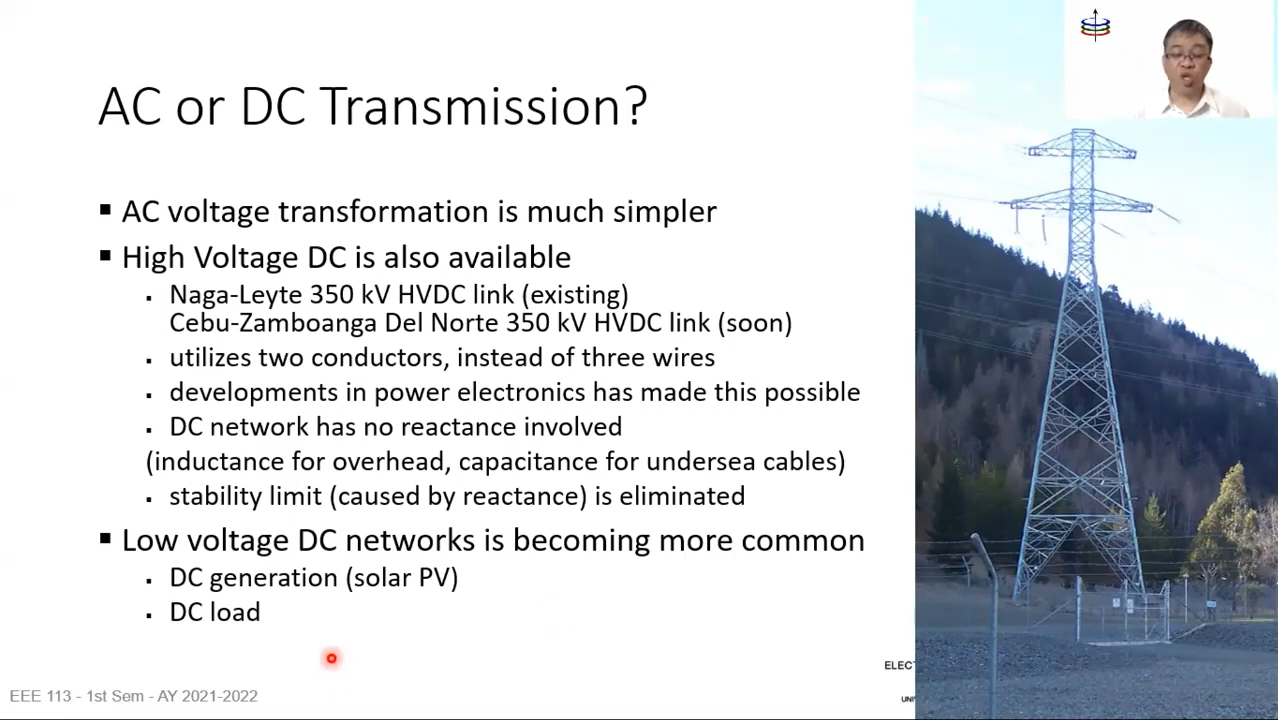 AC or DC Transmission?
▪ AC voltage transformation is much simpler
▪ High Voltage DC is also available
▪ Naga-Leyte 350 kV HVDC link (existing)
Cebu-Zamboanga Del Norte 350 kV HVDC link (soon)
▪ utilizes two conductors, instead of three wires
▪ developments in power electronics has made this possible
▪ DC network has no reactance involved
(inductance for overhead, capacitance for undersea cables)
▪ stability limit (caused by reactance) is eliminated
▪ Low voltage DC networks is becoming more common
▪ DC generation (solar PV)
▪ DC load
ELECT
UNI
EEE 113 - 1st Sem - AY 2021-2022